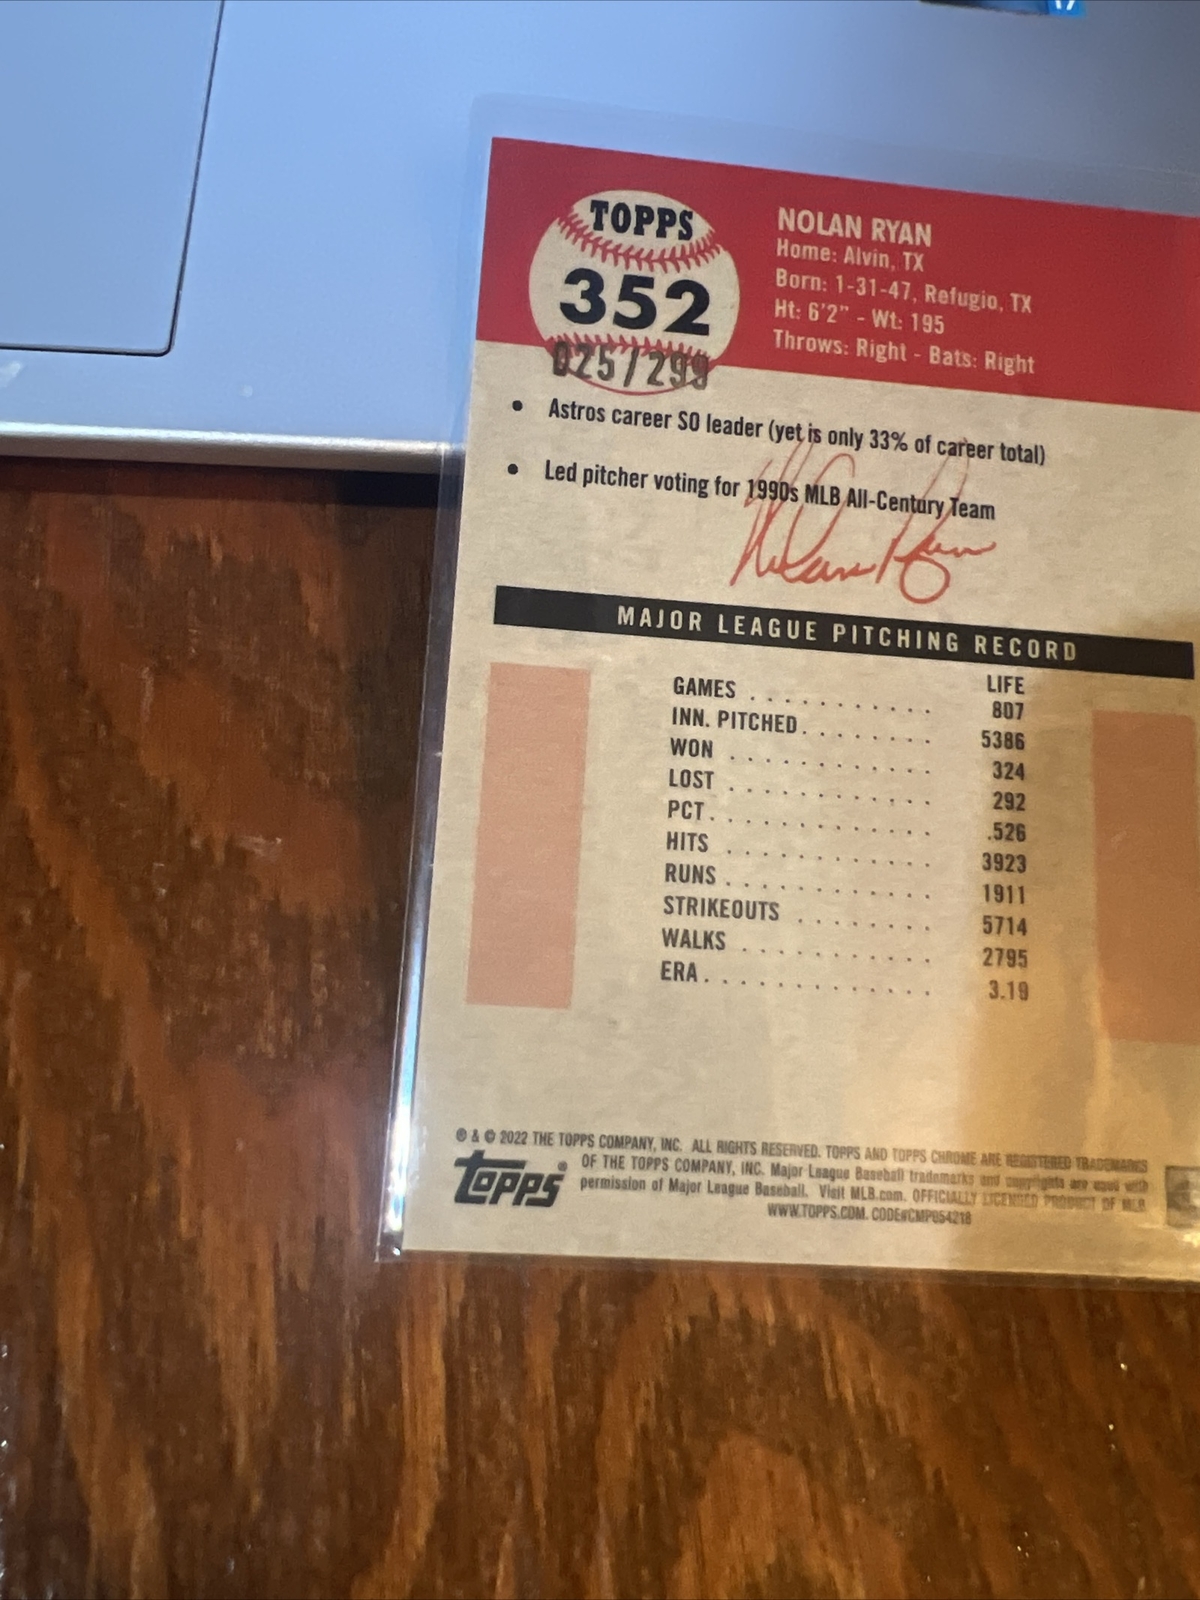 17
TOPPS
352
025/299
NOLAN RYAN
Home: Alvin, TX
Born: 1-31-47, Refugio, TX
Ht: 6'2" - Wt: 195
Throws: Right - Bats: Right
• Astros career SO leader (yet is only 33% of career total)
• Led pitcher voting for 1990s MLB All-Century Team
Nolan Ryan
MAJOR LEAGUE PITCHING RECORD
LIFE
GAMES . . . . . . . . . . . 807
INN. PITCHED. . . . . . . . 5386
WON . . . . . . . . . . . . 324
LOST . . . . . . . . . . . . 292
PCT. . . . . . . . . . . . . .526
HITS . . . . . . . . . . . . 3923
RUNS . . . . . . . . . . . . 1911
STRIKEOUTS . . . . . . . . 5714
WALKS . . . . . . . . . . . 2795
ERA. . . . . . . . . . . . . 3.19
® & © 2022 THE TOPPS COMPANY, INC. ALL RIGHTS RESERVED. TOPPS AND TOPPS CHROME ARE REGISTERED TRADEMARKS
OF THE TOPPS COMPANY, INC. Major League Baseball trademarks and copyrights are used with
permission of Major League Baseball. Visit MLB.com. OFFICIALLY LICENSED PRODUCT OF MLB
WWW.TOPPS.COM. CODE#CMP054218
Topps®